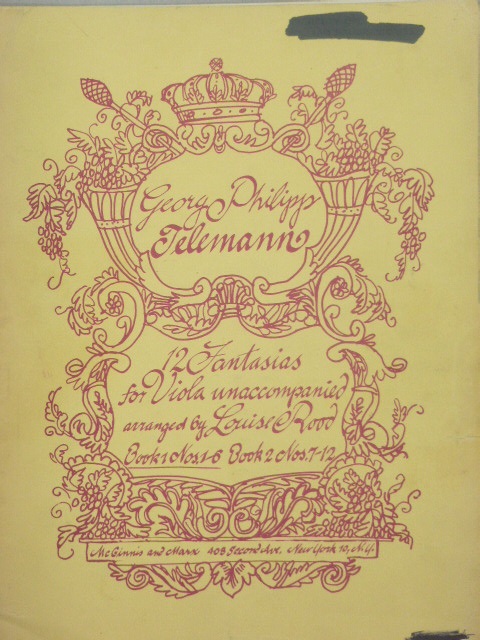 Georg Philipp
Telemann
12 Fantasias
for Viola unaccompanied
arranged by Louise Rood
Book 1 Nos. 1-6 Book 2 Nos. 7-12
McGinnis and Marx 408 Second Ave. New York 10, N.Y.